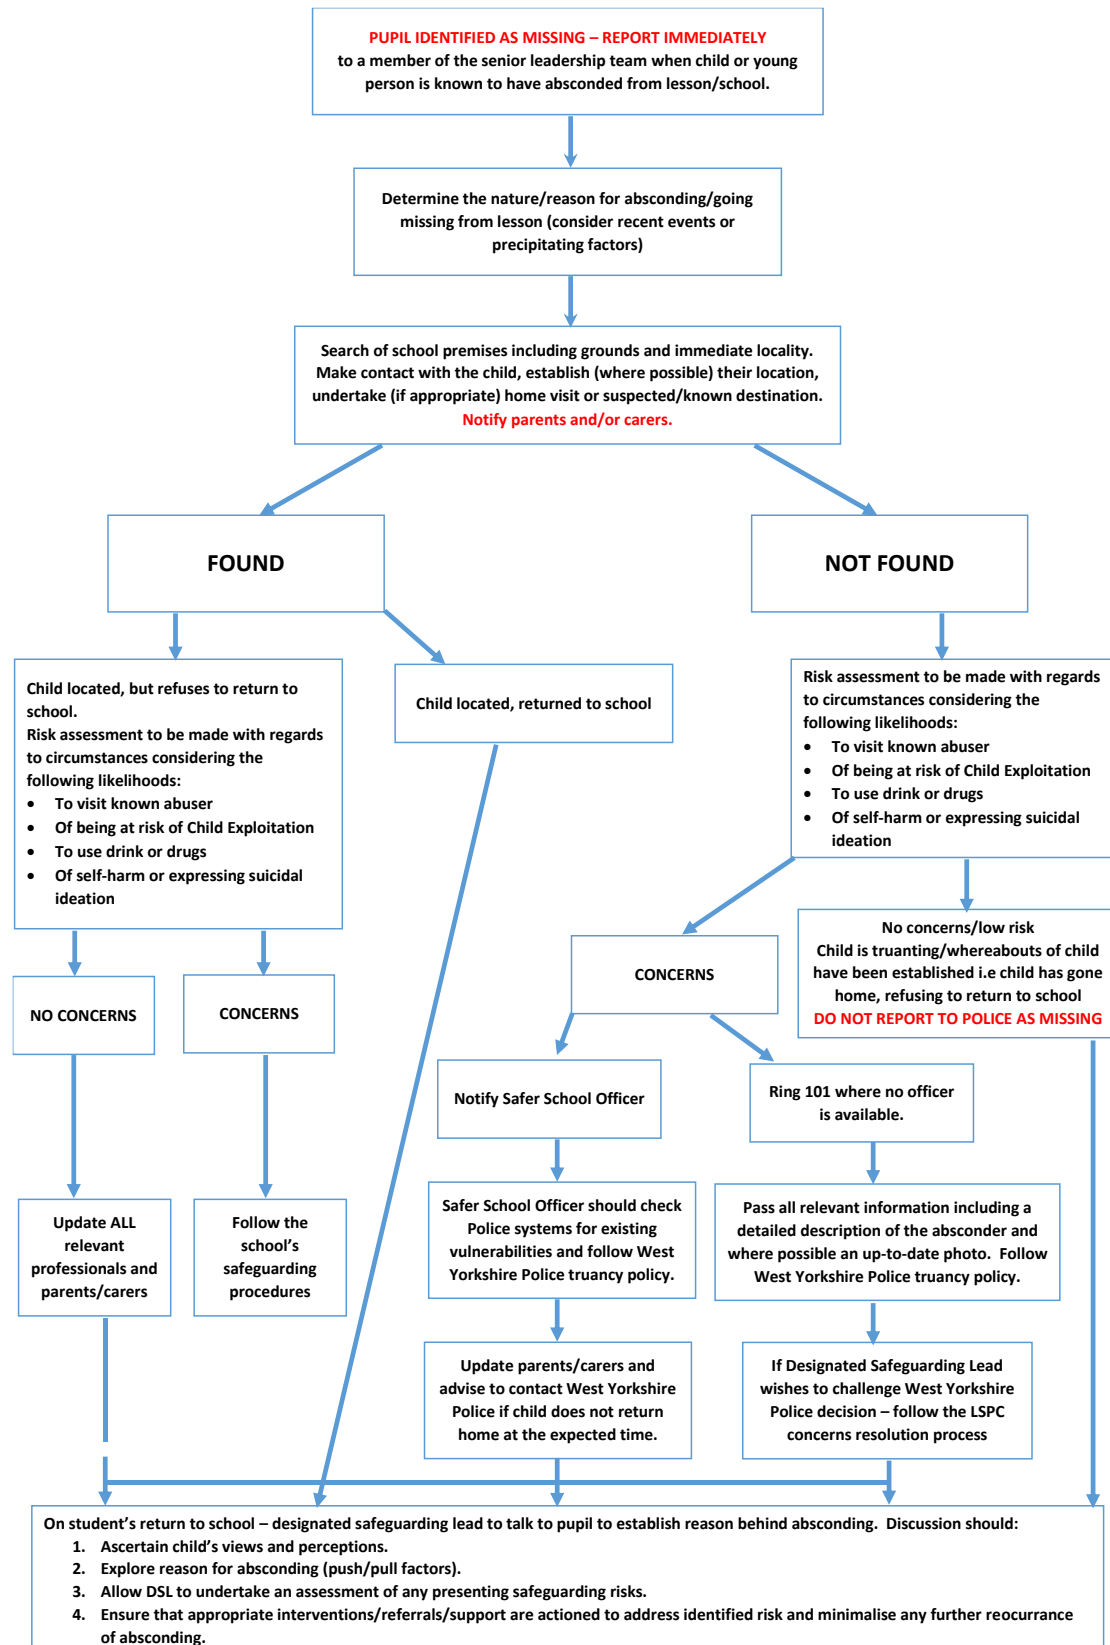 PUPIL IDENTIFIED AS MISSING – REPORT IMMEDIATELY
to a member of the senior leadership team when child or young
person is known to have absconded from lesson/school.
Determine the nature/reason for absconding/going
missing from lesson (consider recent events or
precipitating factors)
Search of school premises including grounds and immediate locality.
Make contact with the child, establish (where possible) their location,
undertake (if appropriate) home visit or suspected/known destination.
Notify parents and/or carers.
FOUND
NOT FOUND
Child located, but refuses to return to
school.
Risk assessment to be made with regards
to circumstances considering the
following likelihoods:
• To visit known abuser
• Of being at risk of Child Exploitation
• To use drink or drugs
• Of self-harm or expressing suicidal
ideation
Child located, returned to school
Risk assessment to be made with regards
to circumstances considering the
following likelihoods:
• To visit known abuser
• Of being at risk of Child Exploitation
• To use drink or drugs
• Of self-harm or expressing suicidal
ideation
NO CONCERNS
CONCERNS
CONCERNS
No concerns/low risk
Child is truanting/whereabouts of child
have been established i.e child has gone
home, refusing to return to school
DO NOT REPORT TO POLICE AS MISSING
Notify Safer School Officer
Ring 101 where no officer
is available.
Update ALL
relevant
professionals and
parents/carers
Follow the
school’s
safeguarding
procedures
Safer School Officer should check
Police systems for existing
vulnerabilities and follow West
Yorkshire Police truancy policy.
Pass all relevant information including a
detailed description of the absconder and
where possible an up-to-date photo. Follow
West Yorkshire Police truancy policy.
Update parents/carers and
advise to contact West Yorkshire
Police if child does not return
home at the expected time.
If Designated Safeguarding Lead
wishes to challenge West Yorkshire
Police decision – follow the LSPC
concerns resolution process
On student’s return to school – designated safeguarding lead to talk to pupil to establish reason behind absconding. Discussion should:
1. Ascertain child’s views and perceptions.
2. Explore reason for absconding (push/pull factors).
3. Allow DSL to undertake an assessment of any presenting safeguarding risks.
4. Ensure that appropriate interventions/referrals/support are actioned to address identified risk and minimalise any further reocurrance
of absconding.